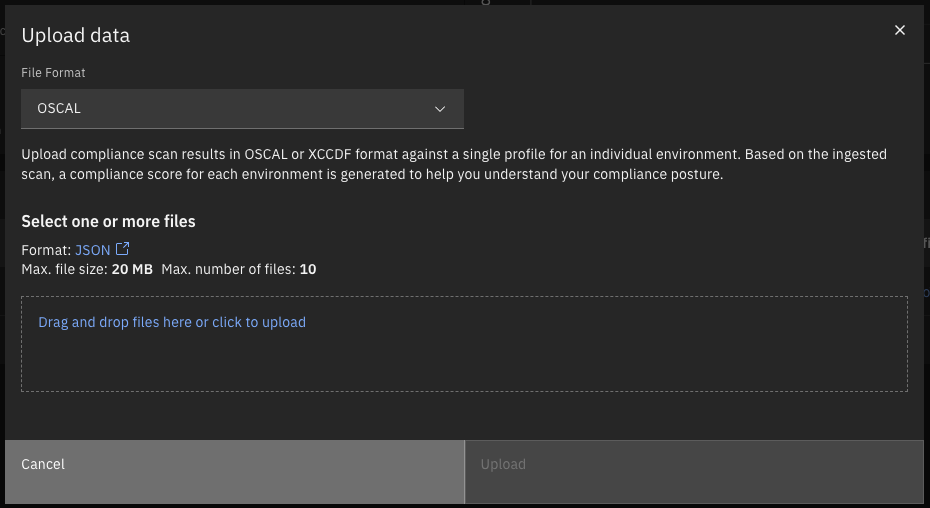 Upload data
File Format
OSCAL
Upload compliance scan results in OSCAL or XCCDF format against a single profile for an individual environment. Based on the ingested
scan, a compliance score for each environment is generated to help you understand your compliance posture.
Select one or more files
Format: JSON
Max. file size: 20 MB Max. number of files: 10
Drag and drop files here or click to upload
Cancel
Upload